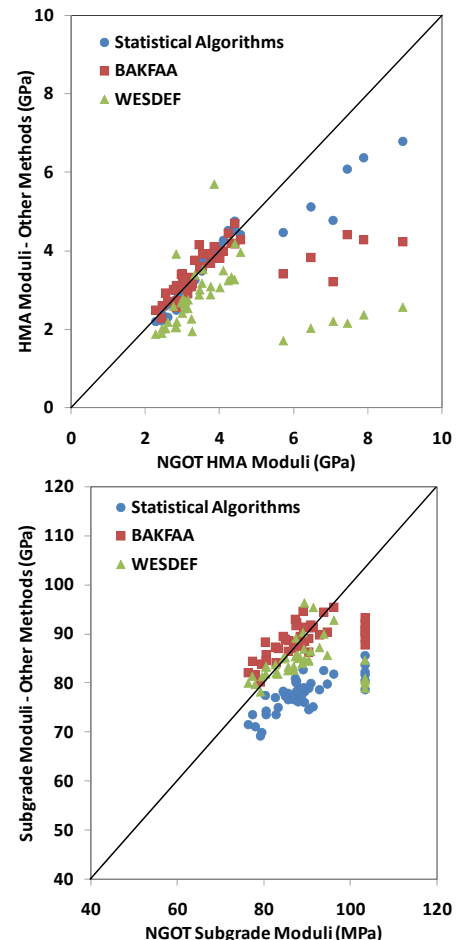 10
8
6
4
2
0
HMA Moduli - Other Methods (GPa)
Statistical Algorithms
BAKFAA
WESDEF
0 2 4 6 8 10
NGOT HMA Moduli (GPa)
120
110
100
90
80
70
60
50
40
Subgrade Moduli - Other Methods (GPa)
Statistical Algorithms
BAKFAA
WESDEF
40 60 80 100 120
NGOT Subgrade Moduli (MPa)